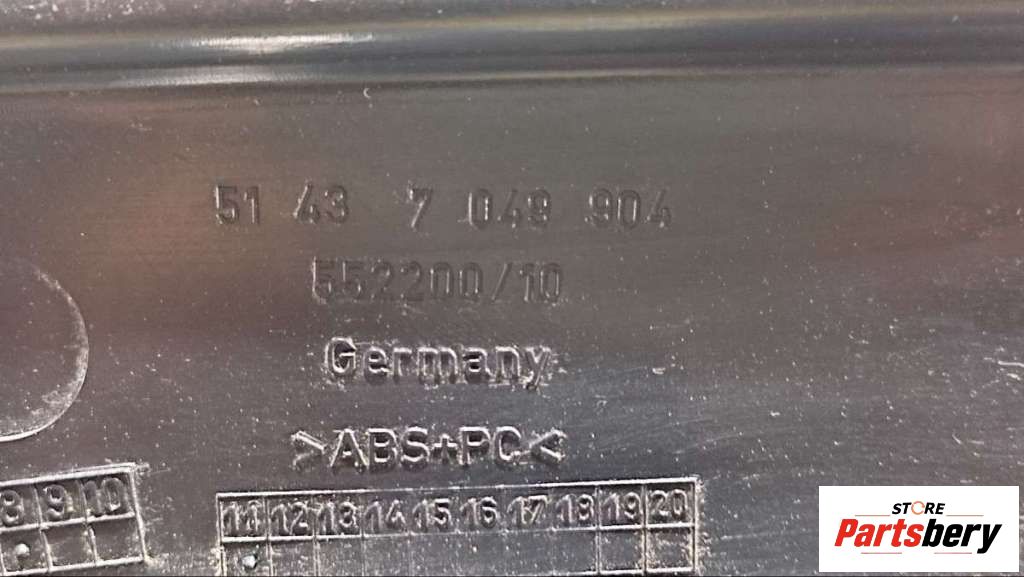 51 43 7 049 904
552200/10
Germany
>ABS+PC<
8 9 10
11 12 13 14 15 16 17 18 19 20
STORE
Partsbery